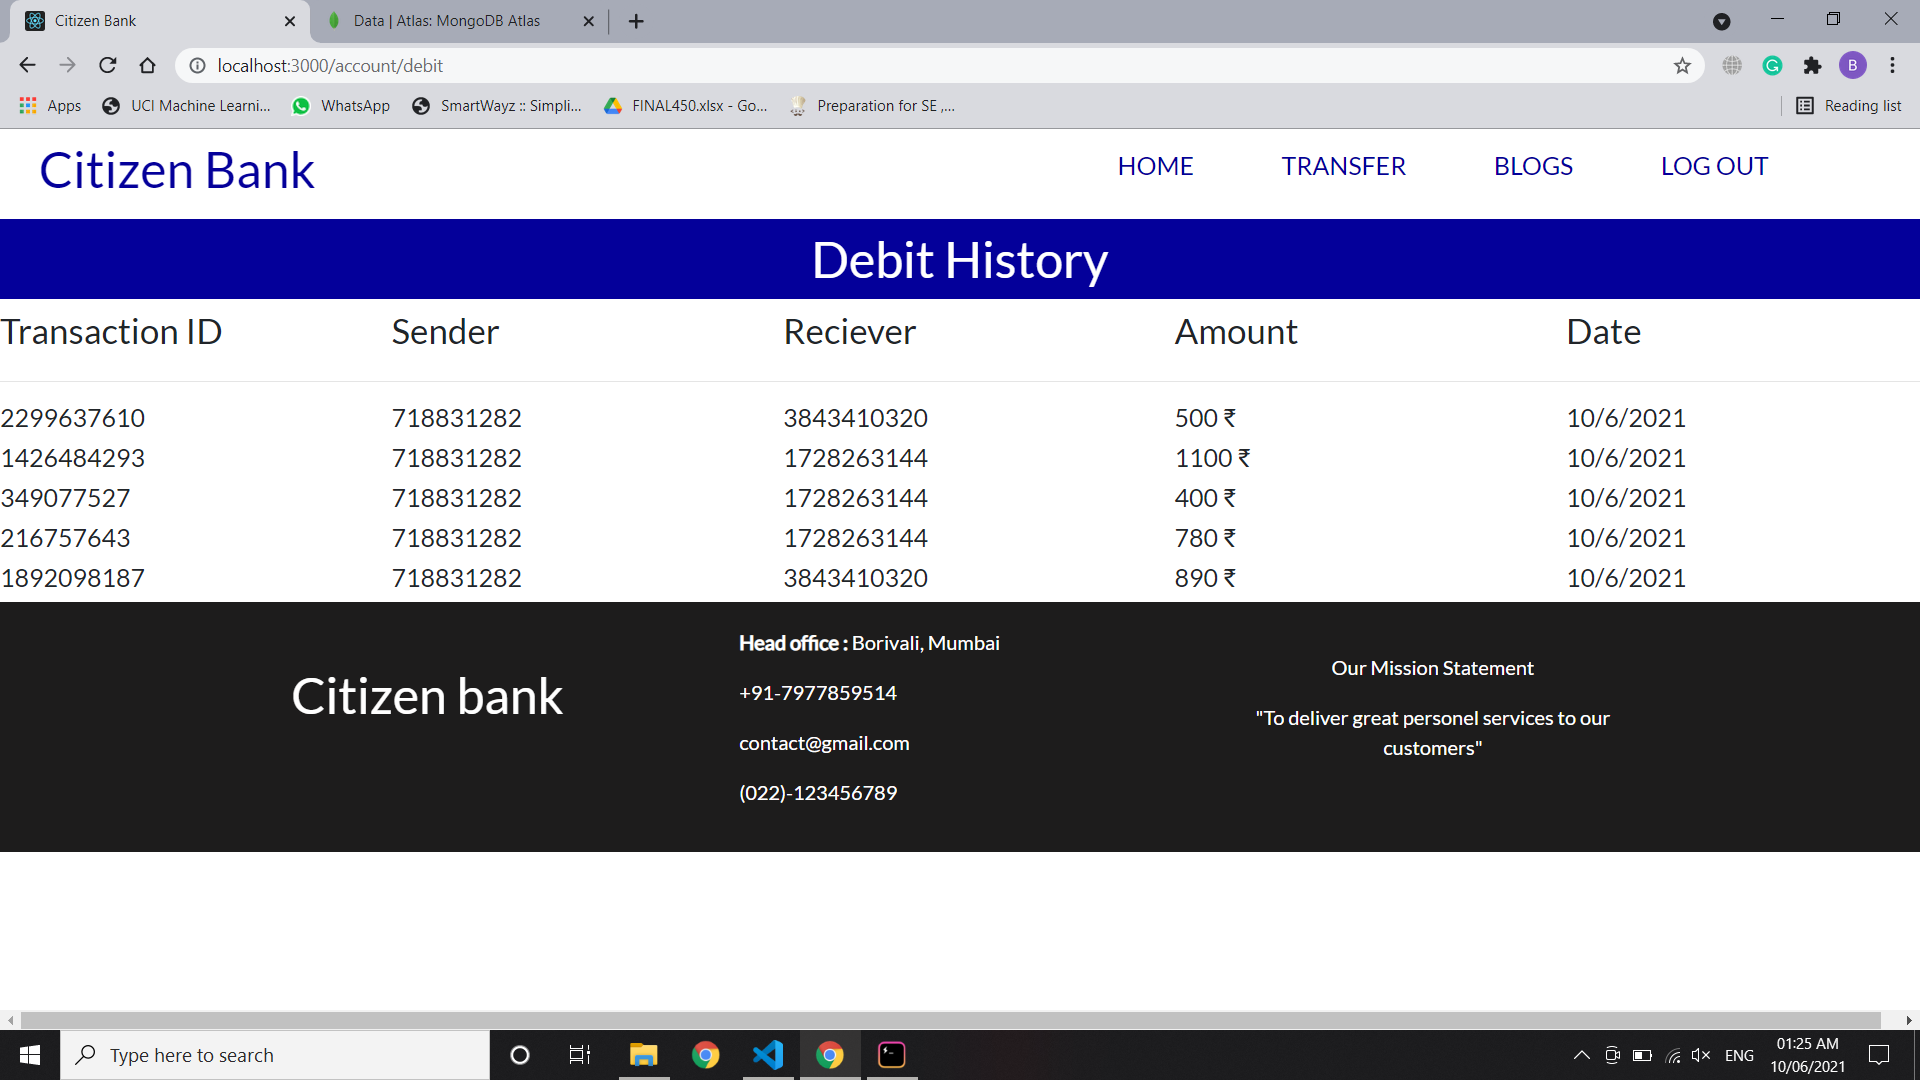 Citizen Bank
Data | Atlas: MongoDB Atlas
localhost:3000/account/debit
B
Apps UCI Machine Learni... WhatsApp SmartWayz :: Simpli... FINAL450.xlsx - Go... Preparation for SE ,... Reading list
Citizen Bank HOME TRANSFER BLOGS LOG OUT
Debit History
Transaction ID Sender Reciever Amount Date
2299637610 718831282 3843410320 500 ₹ 10/6/2021
1426484293 718831282 1728263144 1100 ₹ 10/6/2021
349077527 718831282 1728263144 400 ₹ 10/6/2021
216757643 718831282 1728263144 780 ₹ 10/6/2021
1892098187 718831282 3843410320 890 ₹ 10/6/2021
Citizen bank
Head office : Borivali, Mumbai
+91-7977859514
contact@gmail.com
(022)-123456789
Our Mission Statement
"To deliver great personel services to our
customers"
Type here to search
ENG
01:25 AM
10/06/2021